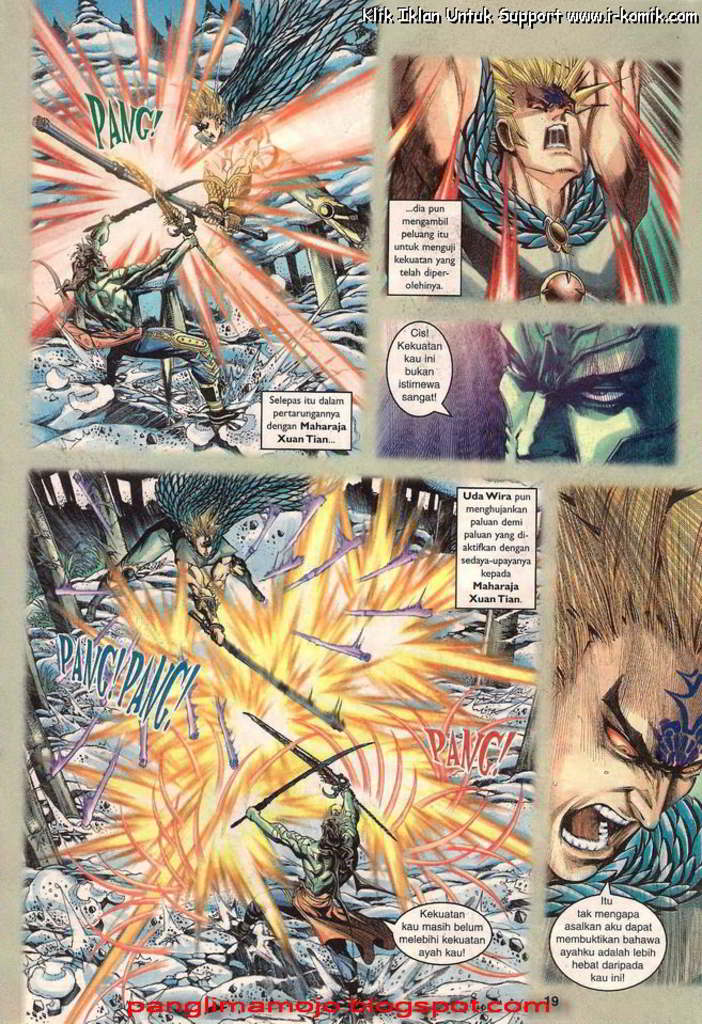 Klik Iklan Untuk Support www.i-komik.com
PANG!
Selepas itu dalam
pertarungannya
dengan Maharaja
Xuan Tian...
...dia pun
mengambil
peluang itu
untuk menguji
kekuatan yang
telah diper-
olehinya.
Cis!
Kekuatan
kau ini
bukan
istimewa
sangat!
Uda Wira pun
menghujankan
paluan demi
paluan yang di-
aktifkan dengan
sedaya-upayanya
kepada
Maharaja
Xuan Tian.
PANG! PANG!
PANG!
Kekuatan
kau masih belum
melebihi kekuatan
ayah kau!
Itu
tak mengapa
asalkan aku dapat
membuktikan bahawa
ayahku adalah lebih
hebat daripada
kau ini!
panglimamojo.blogspot.com
19